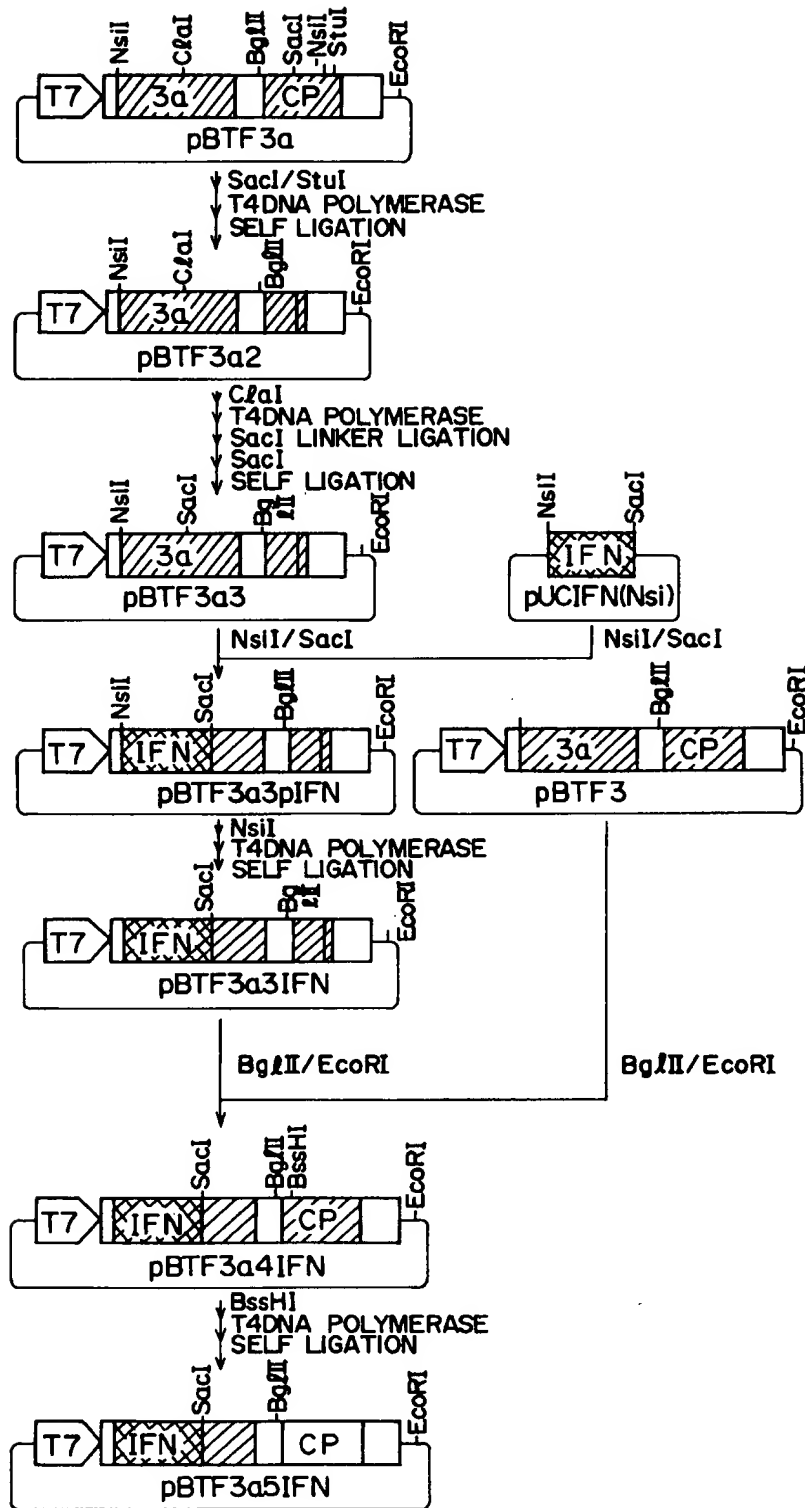 NsiI ClaI BglII SacI NsiI StuI EcoRI
T7 3a CP
pBTF3a
SacI/StuI
T4DNA POLYMERASE
SELF LIGATION
NsiI ClaI BglII EcoRI
T7 3a
pBTF3a2
ClaI
T4DNA POLYMERASE
SacI LINKER LIGATION
SacI
SELF LIGATION
NsiI SacI BglII EcoRI
T7 3a
pBTF3a3
NsiI SacI
IFN
pUCIFN(Nsi)
NsiI/SacI NsiI/SacI
NsiI SacI BglII EcoRI
T7 IFN
pBTF3a3pIFN
BglII EcoRI
T7 3a CP
pBTF3
NsiI
T4DNA POLYMERASE
SELF LIGATION
SacI BglII EcoRI
T7 IFN
pBTF3a3IFN
BglII/EcoRI BglII/EcoRI
SacI BglII BssHI EcoRI
T7 IFN CP
pBTF3a4IFN
BssHI
T4DNA POLYMERASE
SELF LIGATION
SacI BglII EcoRI
T7 IFN CP
pBTF3a5IFN